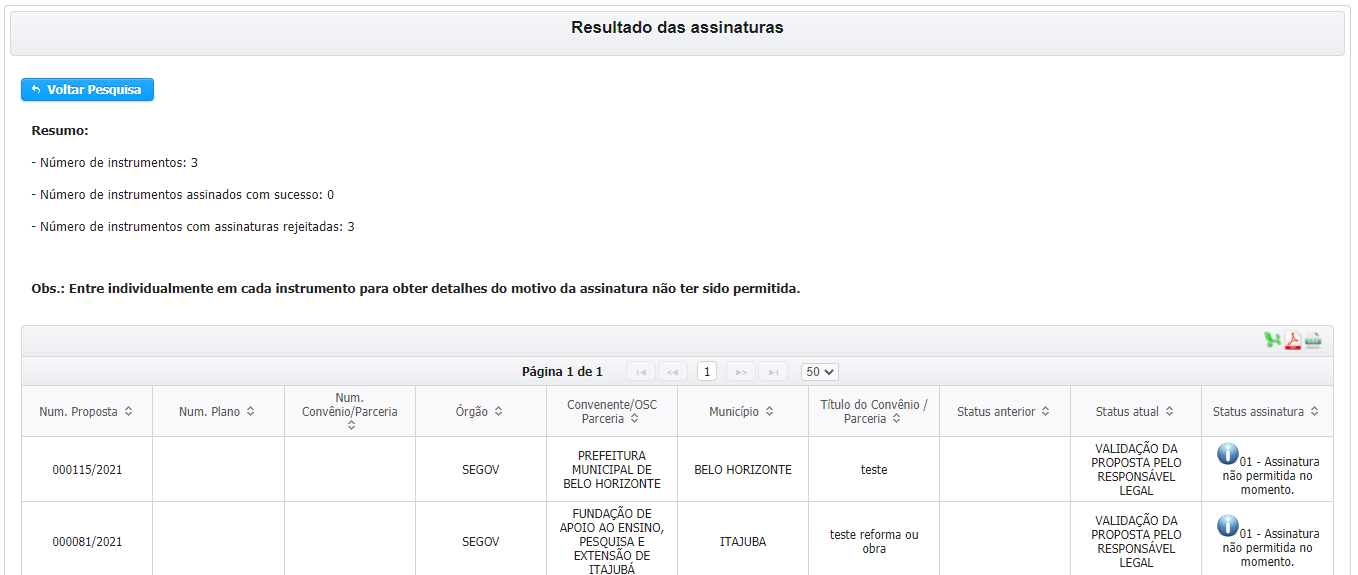 Resultado das assinaturas
Voltar Pesquisa
Resumo:
- Número de instrumentos: 3
- Número de instrumentos assinados com sucesso: 0
- Número de instrumentos com assinaturas rejeitadas: 3
Obs.: Entre individualmente em cada instrumento para obter detalhes do motivo da assinatura não ter sido permitida.
Página 1 de 1
1
50
Num. Proposta
Num. Plano
Num.
Convênio/Parceria
Órgão
Convenente/OSC
Parceria
Município
Título do Convênio /
Parceria
Status anterior
Status atual
Status assinatura
000115/2021
SEGOV
PREFEITURA
MUNICIPAL DE
BELO HORIZONTE
BELO HORIZONTE
teste
VALIDAÇÃO DA
PROPOSTA PELO
RESPONSÁVEL
LEGAL
01 - Assinatura
não permitida no
momento.
000081/2021
SEGOV
FUNDAÇÃO DE
APOIO AO ENSINO,
PESQUISA E
EXTENSÃO DE
ITAJUBÁ
ITAJUBA
teste reforma ou
obra
VALIDAÇÃO DA
PROPOSTA PELO
RESPONSÁVEL
LEGAL
01 - Assinatura
não permitida no
momento.